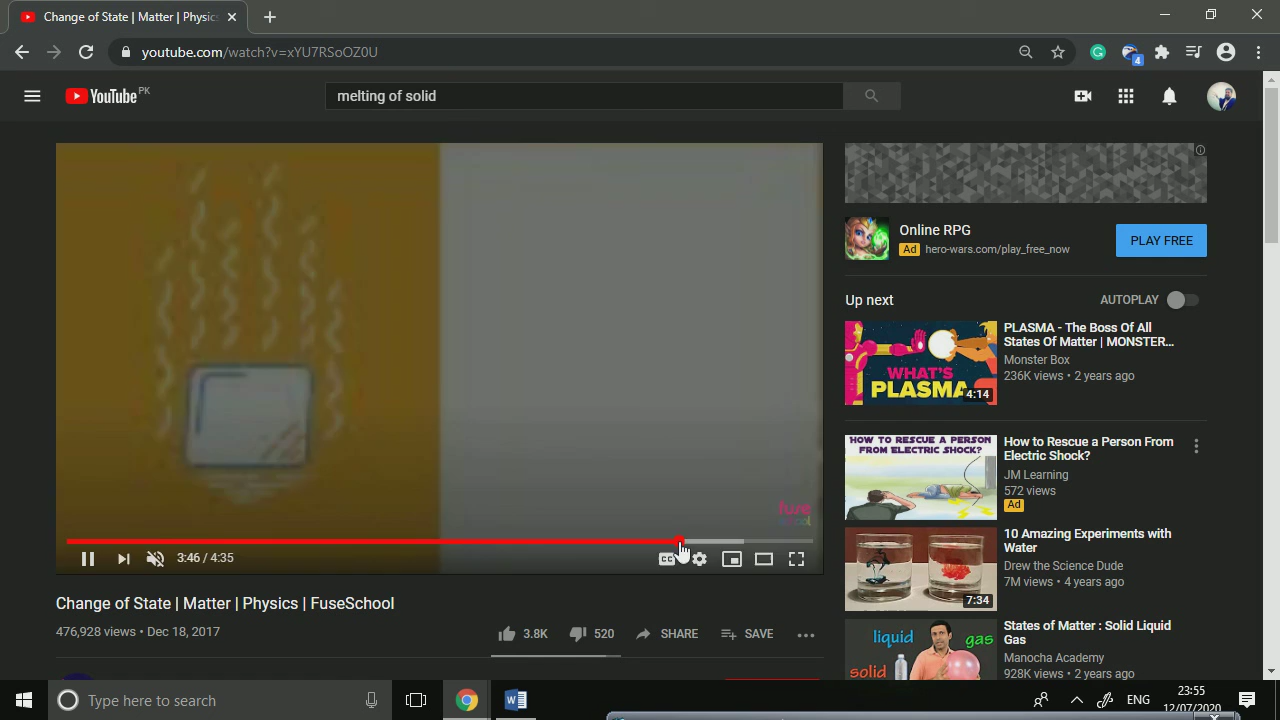 Change of State | Matter | Physics
youtube.com/watch?v=xYU7RSoOZ0U
4
YouTube PK
melting of solid
fuse
school
3:46 / 4:35
CC
Change of State | Matter | Physics | FuseSchool
476,928 views • Dec 18, 2017
3.8K
520
SHARE
SAVE
Online RPG
Ad hero-wars.com/play_free_now
PLAY FREE
Up next
AUTOPLAY
WHAT'S
PLASMA
4:14
PLASMA - The Boss Of All
States Of Matter | MONSTER...
Monster Box
236K views • 2 years ago
HOW TO RESCUE A PERSON
FROM ELECTRIC SHOCK?
How to Rescue a Person From
Electric Shock?
JM Learning
572 views
Ad
7:34
10 Amazing Experiments with
Water
Drew the Science Dude
7M views • 4 years ago
liquid
gas
solid
States of Matter : Solid Liquid
Gas
Manocha Academy
928K views • 2 years ago
Type here to search
ENG
23:55
12/07/2020